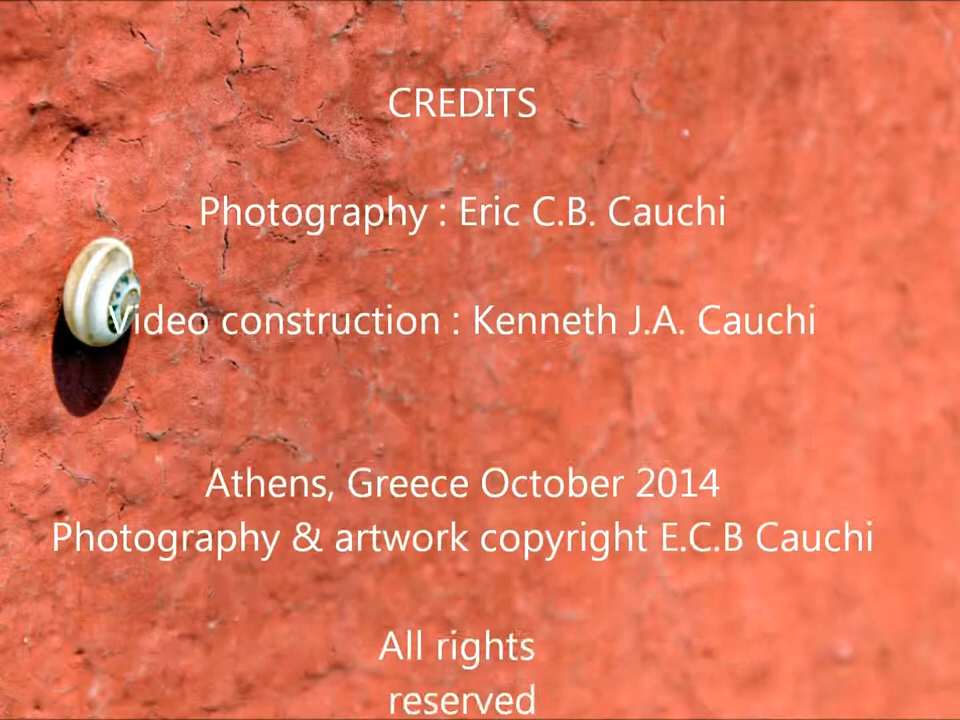 CREDITS
Photography : Eric C.B. Cauchi
Video construction : Kenneth J.A. Cauchi
Athens, Greece October 2014
Photography & artwork copyright E.C.B Cauchi
All rights
reserved